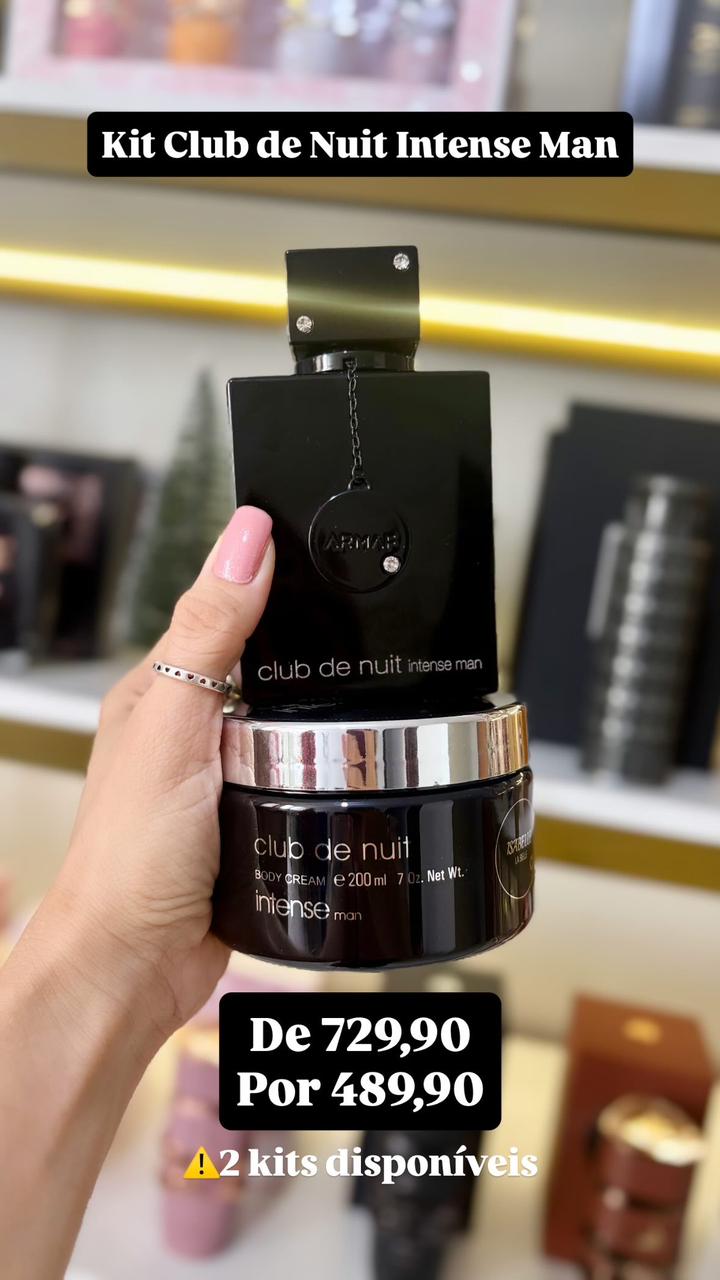 Kit Club de Nuit Intense Man
ARMAF
club de nuit intense man
club de nuit
BODY CREAM e 200 ml 7 Oz. Net Wt.
intense man
De 729,90
Por 489,90
⚠️2 kits disponíveis